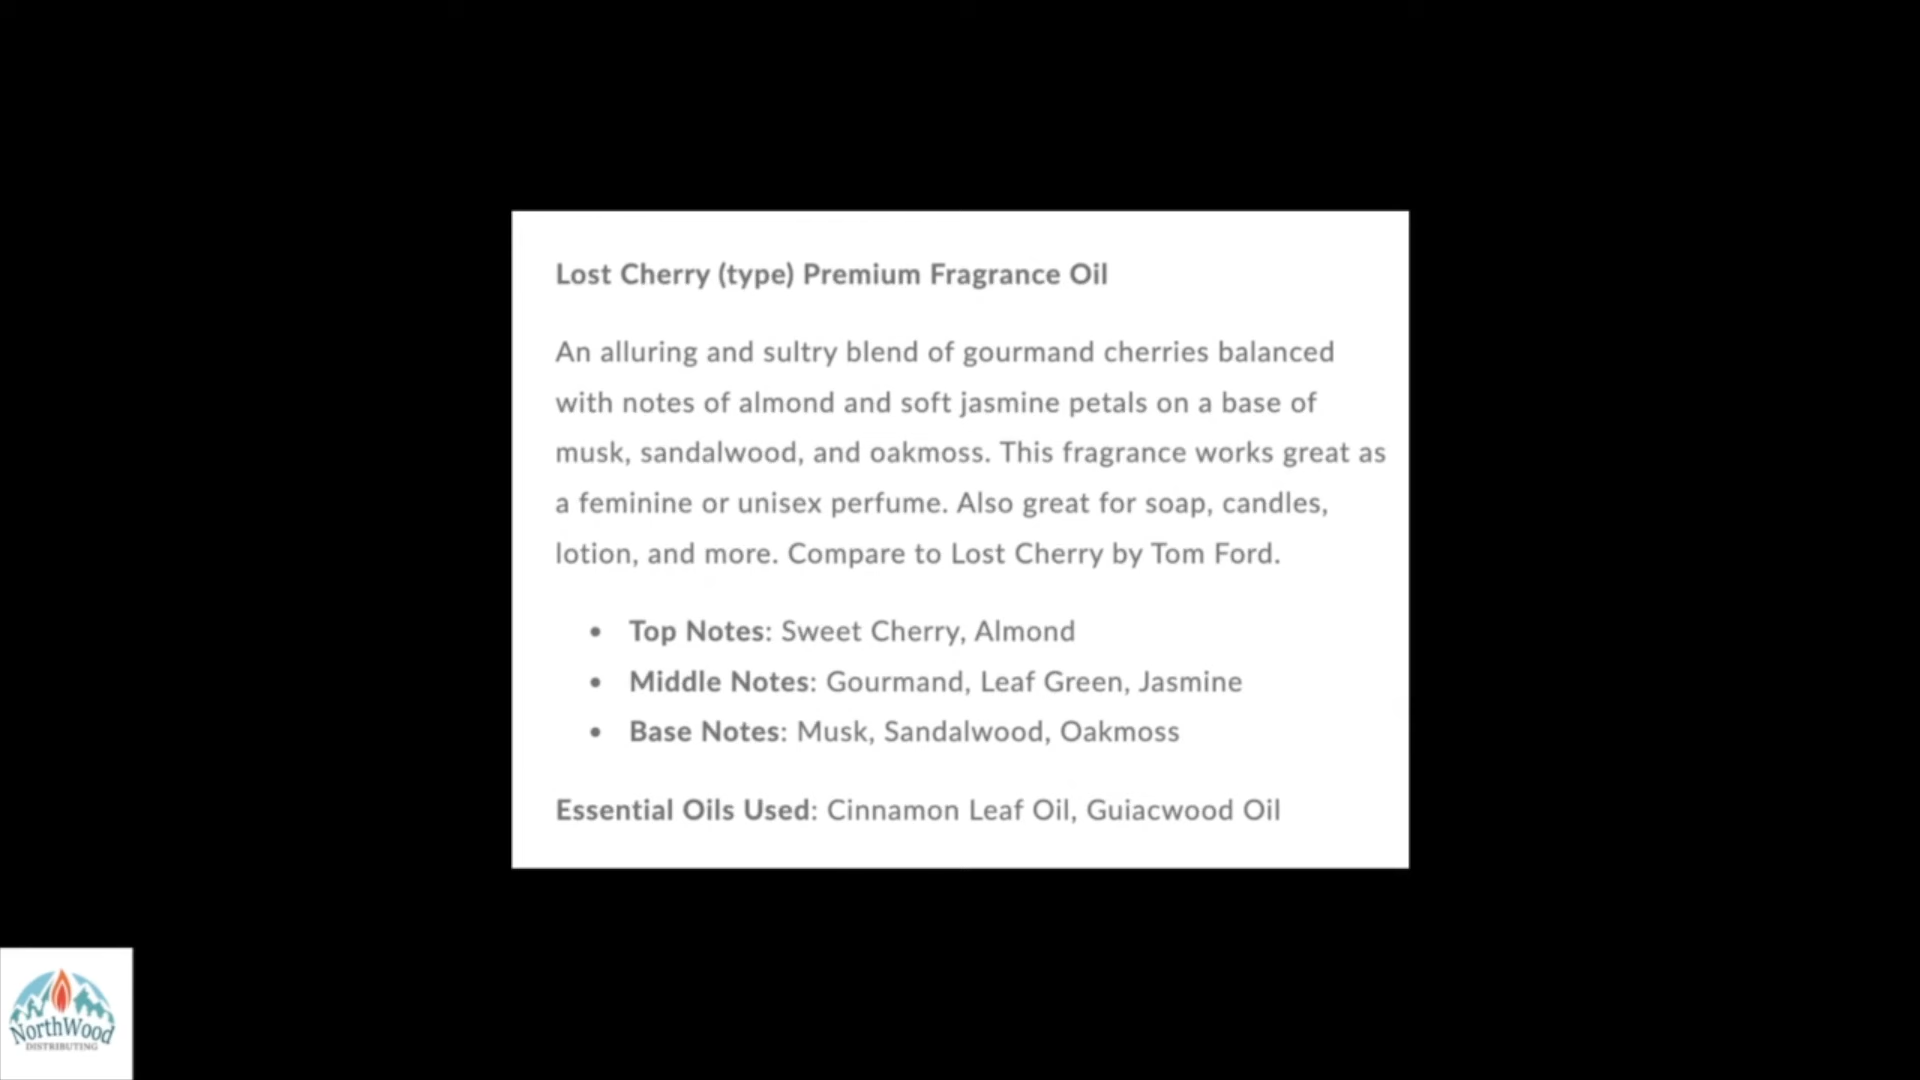 Lost Cherry (type) Premium Fragrance Oil
An alluring and sultry blend of gourmand cherries balanced
with notes of almond and soft jasmine petals on a base of
musk, sandalwood, and oakmoss. This fragrance works great as
a feminine or unisex perfume. Also great for soap, candles,
lotion, and more. Compare to Lost Cherry by Tom Ford.
• Top Notes: Sweet Cherry, Almond
• Middle Notes: Gourmand, Leaf Green, Jasmine
• Base Notes: Musk, Sandalwood, Oakmoss
Essential Oils Used: Cinnamon Leaf Oil, Guiacwood Oil
NorthWood
DISTRIBUTING